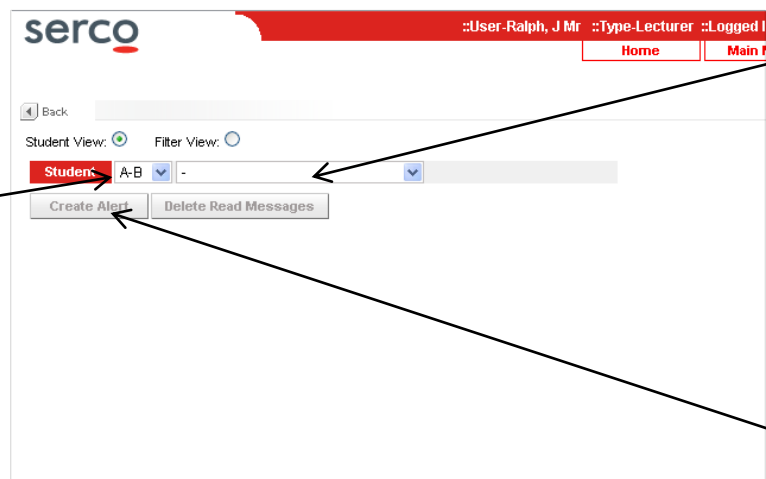 serco
::User-Ralph, J Mr ::Type-Lecturer ::Logged
Home Main
Back
Student View: Filter View:
Student A-B -
Create Alert Delete Read Messages